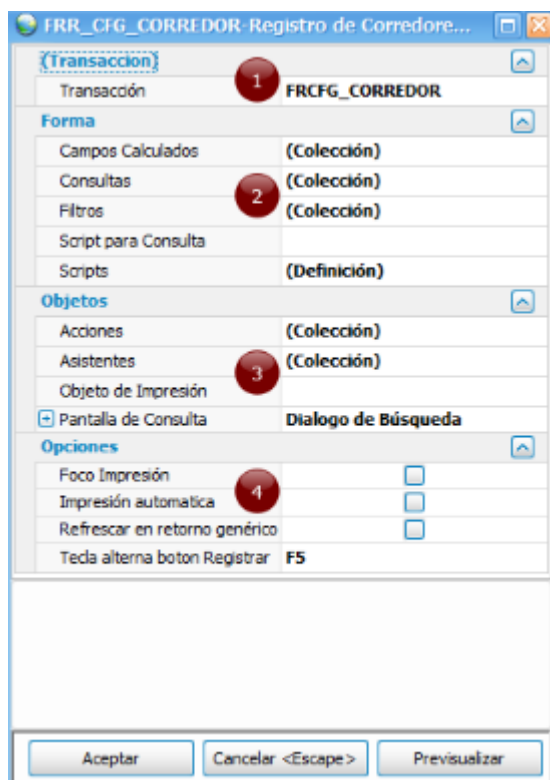 FRR_CFG_CORREDOR-Registro de Corredore...
(Transaccion)
1
Transacción FRCFG_CORREDOR
Forma
Campos Calculados (Colección)
Consultas (Colección)
2
Filtros (Colección)
Script para Consulta
Scripts (Definición)
Objetos
Acciones (Colección)
Asistentes (Colección)
3
Objeto de Impresión
Pantalla de Consulta Dialogo de Búsqueda
Opciones
Foco Impresión
4
Impresión automatica
Refrescar en retorno genérico
Tecla alterna boton Registrar F5
Aceptar Cancelar <Escape> Previsualizar